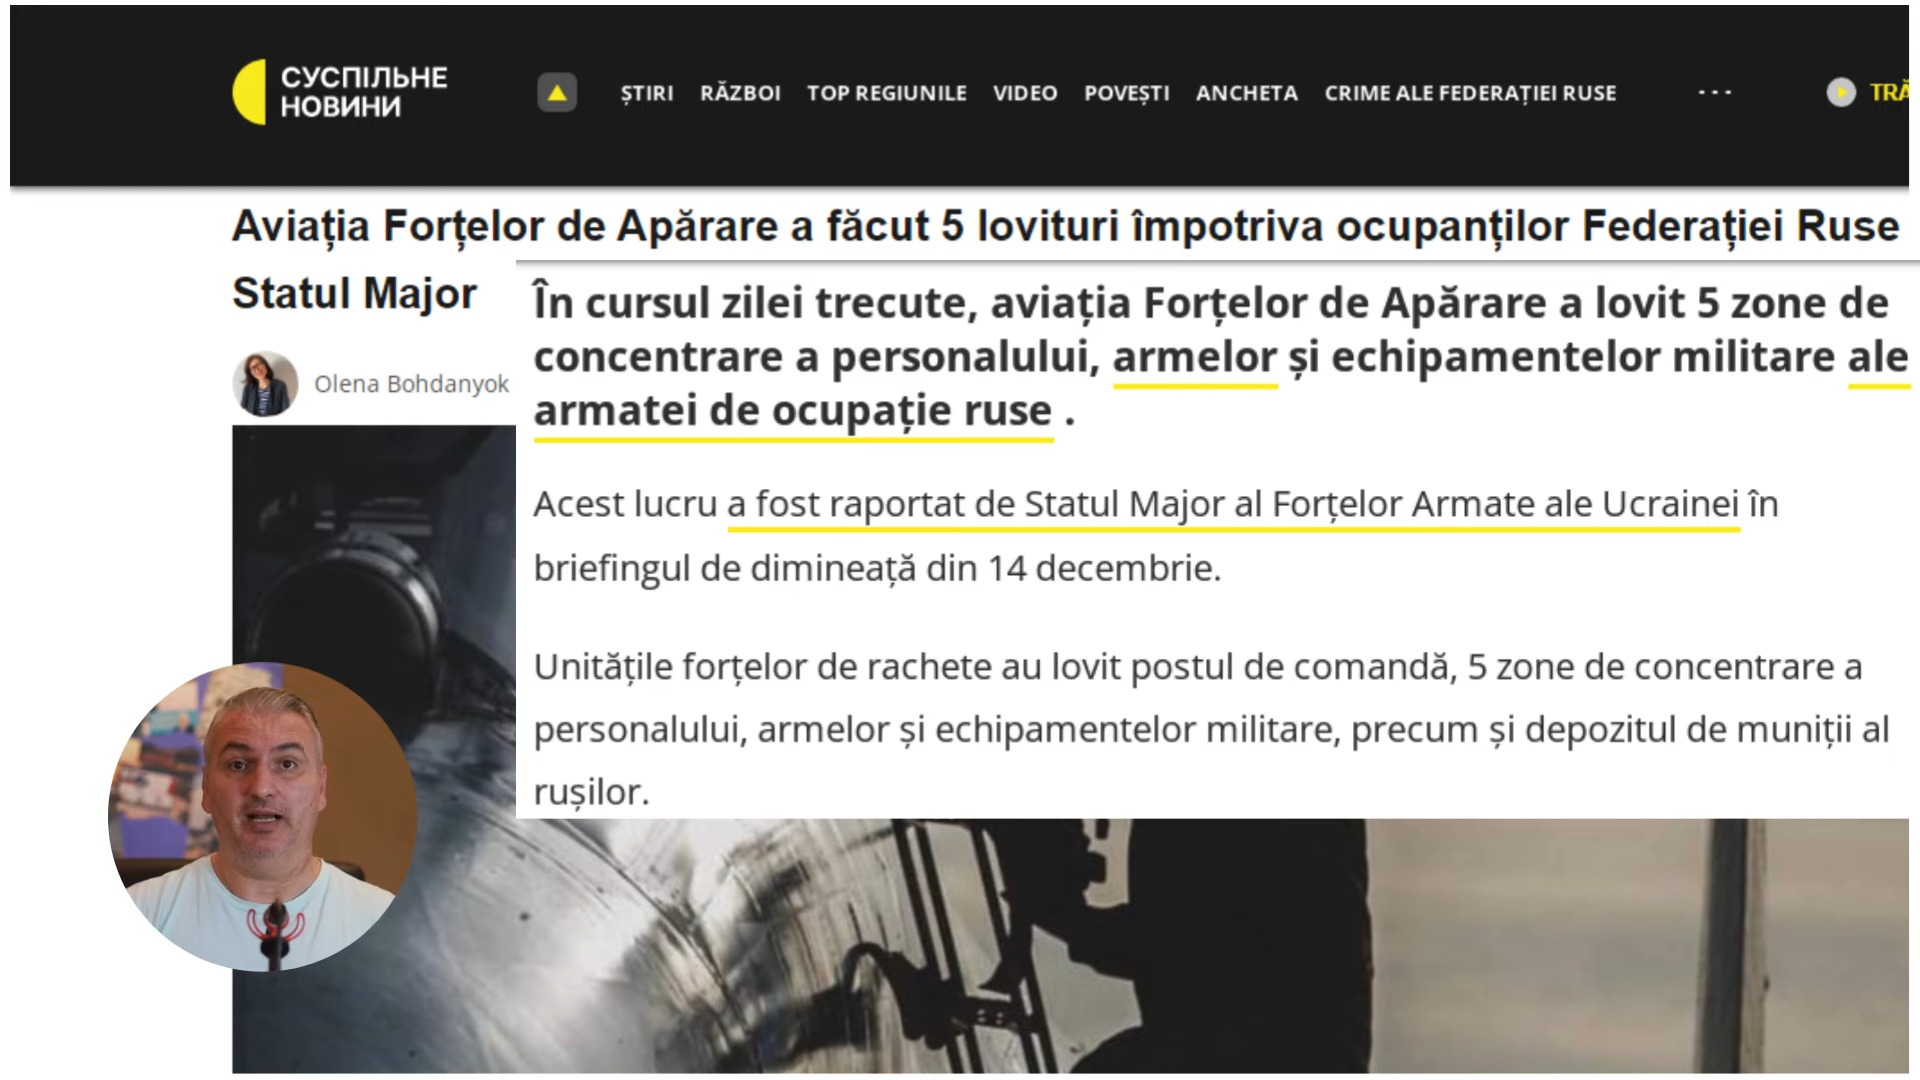 СУСПІЛЬНЕ
НОВИНИ
ȘTIRI RĂZBOI TOP REGIUNILE VIDEO POVEȘTI ANCHETA CRIME ALE FEDERAȚIEI RUSE ... TRĂ
Aviația Forțelor de Apărare a făcut 5 lovituri împotriva ocupanților Federației Ruse
Statul Major
Olena Bohdanyok
În cursul zilei trecute, aviația Forțelor de Apărare a lovit 5 zone de
concentrare a personalului, armelor și echipamentelor militare ale
armatei de ocupație ruse .
Acest lucru a fost raportat de Statul Major al Forțelor Armate ale Ucrainei în
briefingul de dimineață din 14 decembrie.
Unitățile forțelor de rachete au lovit postul de comandă, 5 zone de concentrare a
personalului, armelor și echipamentelor militare, precum și depozitul de muniții al
rușilor.